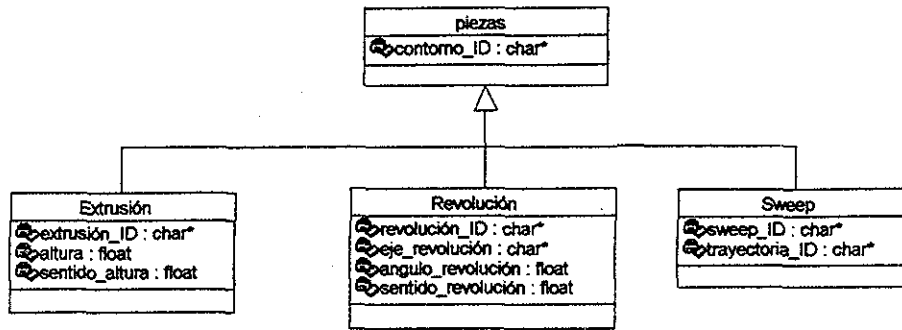 piezas
contorno_ID : char*
Extrusión
extrusión_ID : char*
altura : float
sentido_altura : float
Revolución
revolución_ID : char*
eje_revolución : char*
angulo_revolución : float
sentido_revolución : float
Sweep
sweep_ID : char*
trayectoria_ID : char*